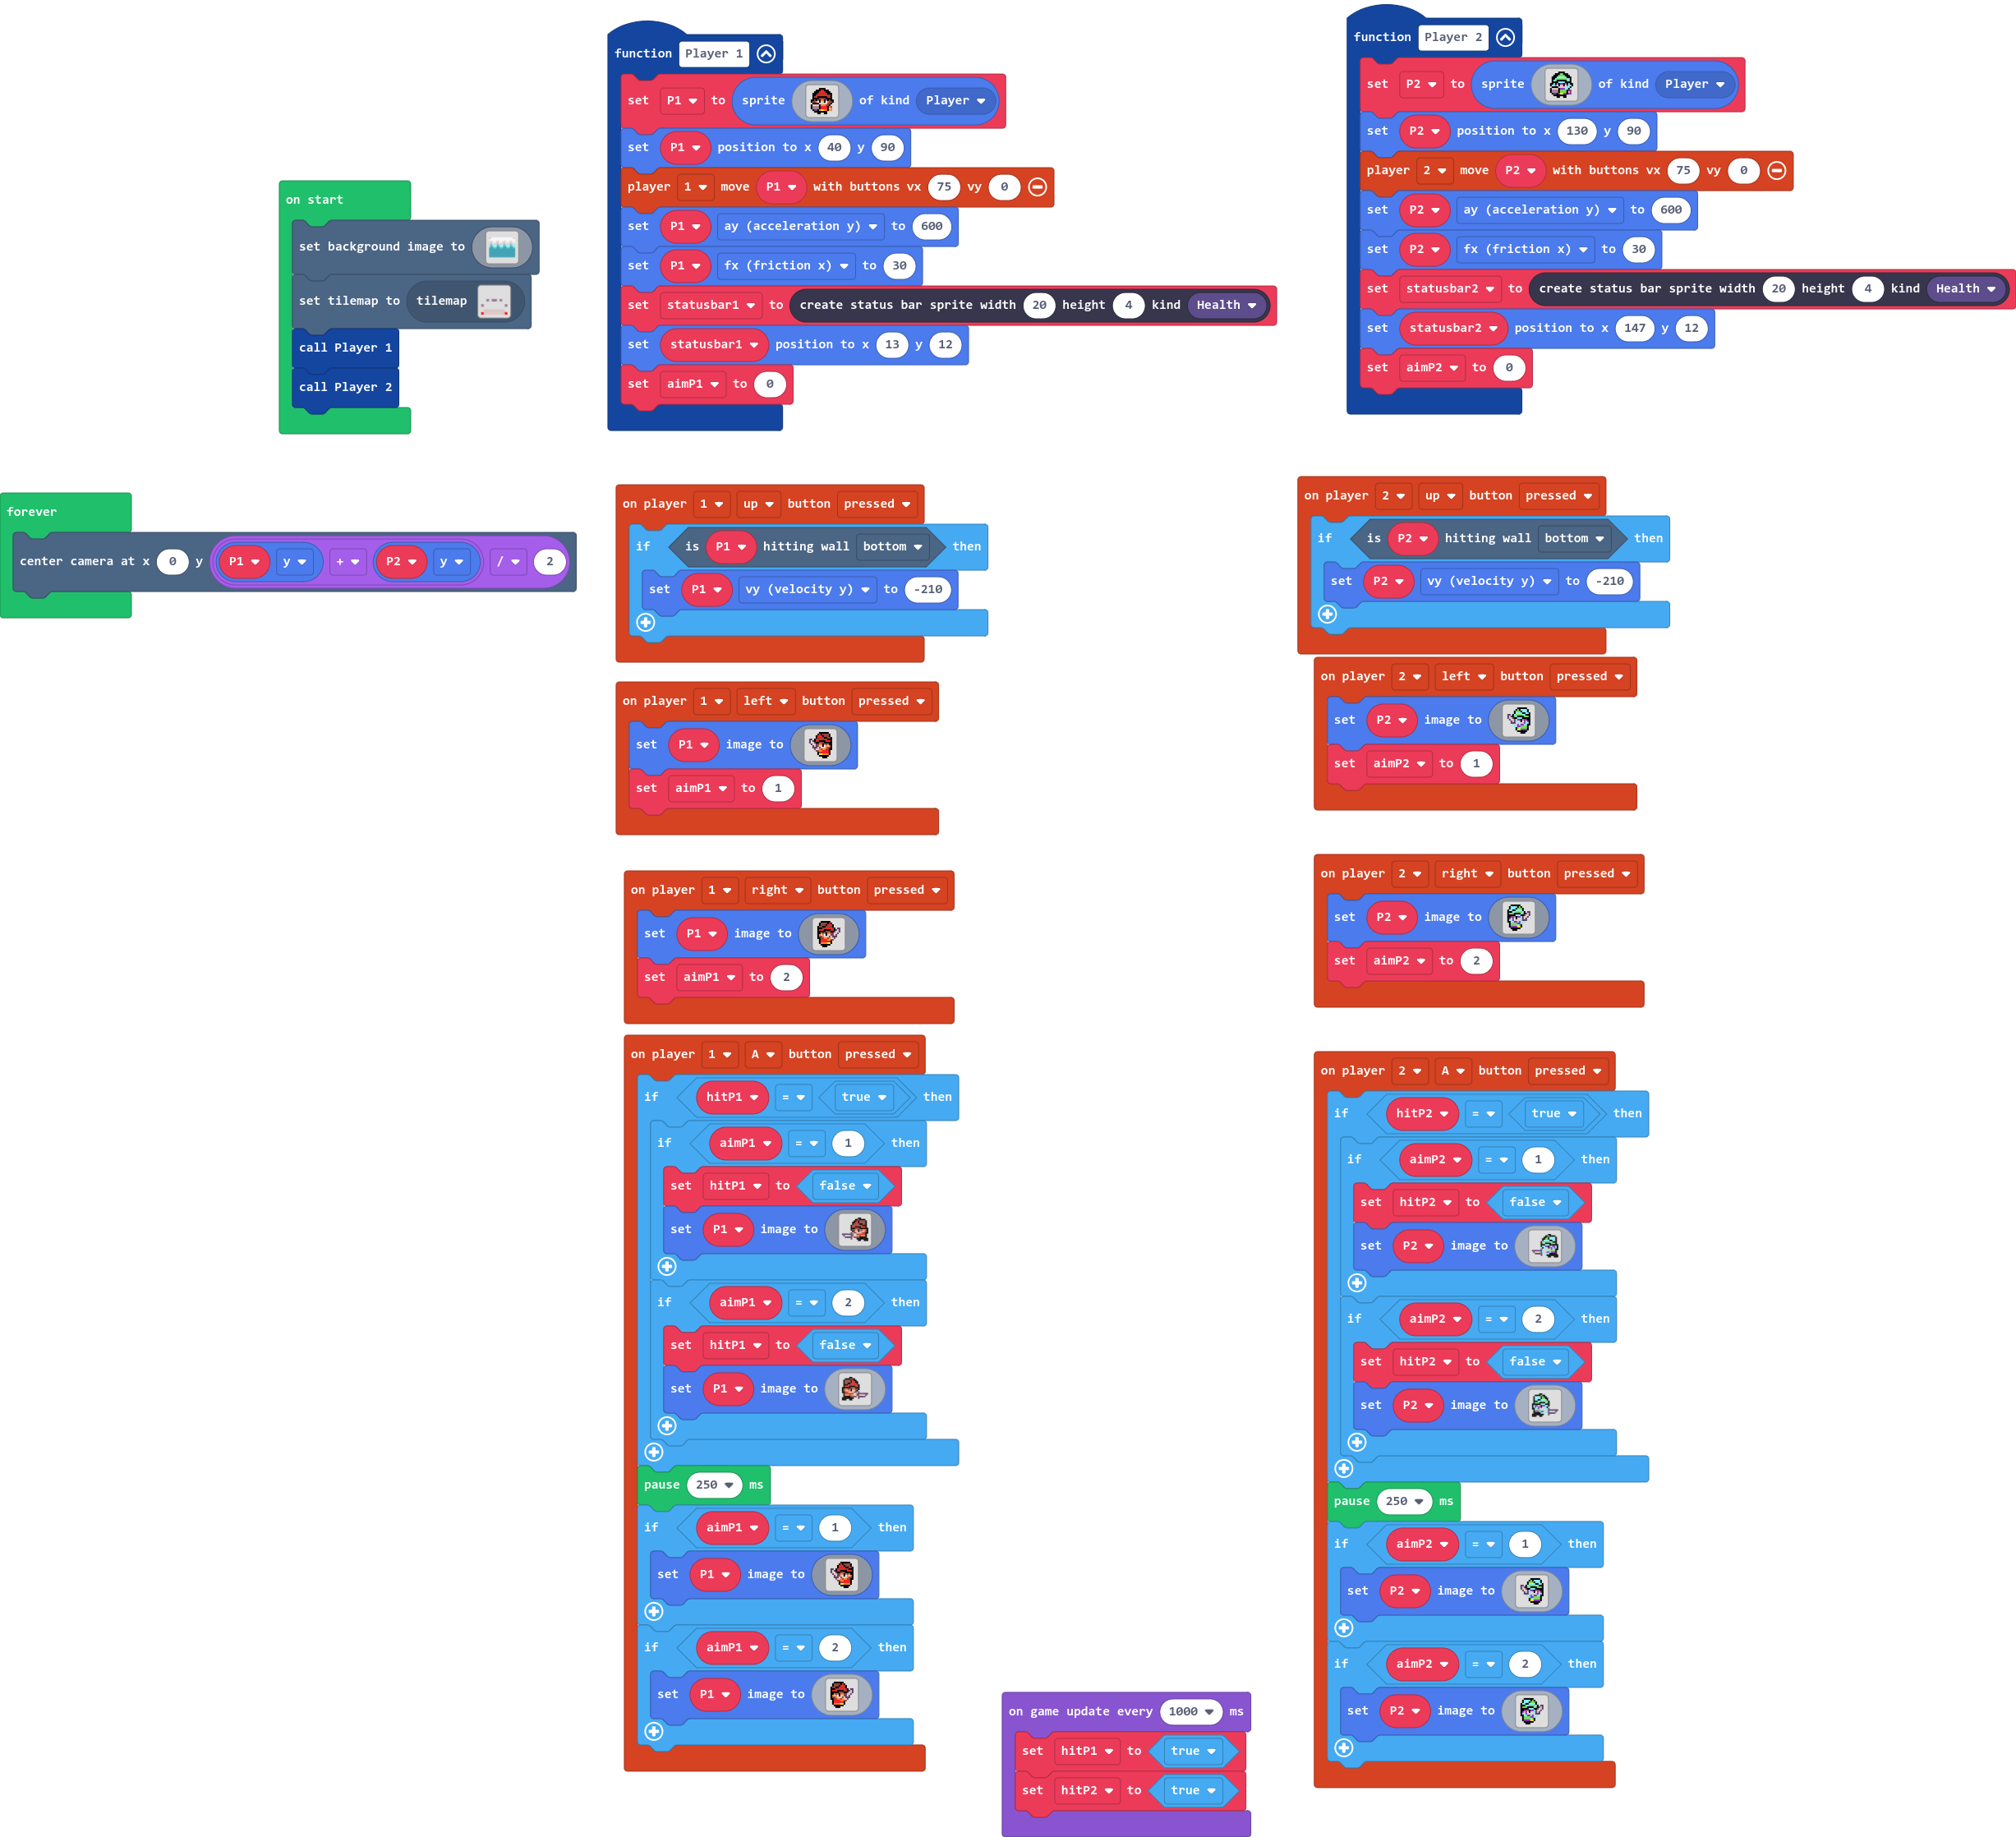 on start
set background image to
set tilemap to tilemap
call Player 1
call Player 2
forever
center camera at x 0 y P1 y + P2 y / 2
function Player 1
set P1 to sprite of kind Player
set P1 position to x 40 y 90
player 1 move P1 with buttons vx 75 vy 0
set P1 ay (acceleration y) to 600
set P1 fx (friction x) to 30
set statusbar1 to create status bar sprite width 20 height 4 kind Health
set statusbar1 position to x 13 y 12
set aimP1 to 0
on player 1 up button pressed
if is P1 hitting wall bottom then
set P1 vy (velocity y) to -210
on player 1 left button pressed
set P1 image to
set aimP1 to 1
on player 1 right button pressed
set P1 image to
set aimP1 to 2
on player 1 A button pressed
if hitP1 = true then
if aimP1 = 1 then
set hitP1 to false
set P1 image to
if aimP1 = 2 then
set hitP1 to false
set P1 image to
pause 250 ms
if aimP1 = 1 then
set P1 image to
if aimP1 = 2 then
set P1 image to
on game update every 1000 ms
set hitP1 to true
set hitP2 to true
function Player 2
set P2 to sprite of kind Player
set P2 position to x 130 y 90
player 2 move P2 with buttons vx 75 vy 0
set P2 ay (acceleration y) to 600
set P2 fx (friction x) to 30
set statusbar2 to create status bar sprite width 20 height 4 kind Health
set statusbar2 position to x 147 y 12
set aimP2 to 0
on player 2 up button pressed
if is P2 hitting wall bottom then
set P2 vy (velocity y) to -210
on player 2 left button pressed
set P2 image to
set aimP2 to 1
on player 2 right button pressed
set P2 image to
set aimP2 to 2
on player 2 A button pressed
if hitP2 = true then
if aimP2 = 1 then
set hitP2 to false
set P2 image to
if aimP2 = 2 then
set hitP2 to false
set P2 image to
pause 250 ms
if aimP2 = 1 then
set P2 image to
if aimP2 = 2 then
set P2 image to